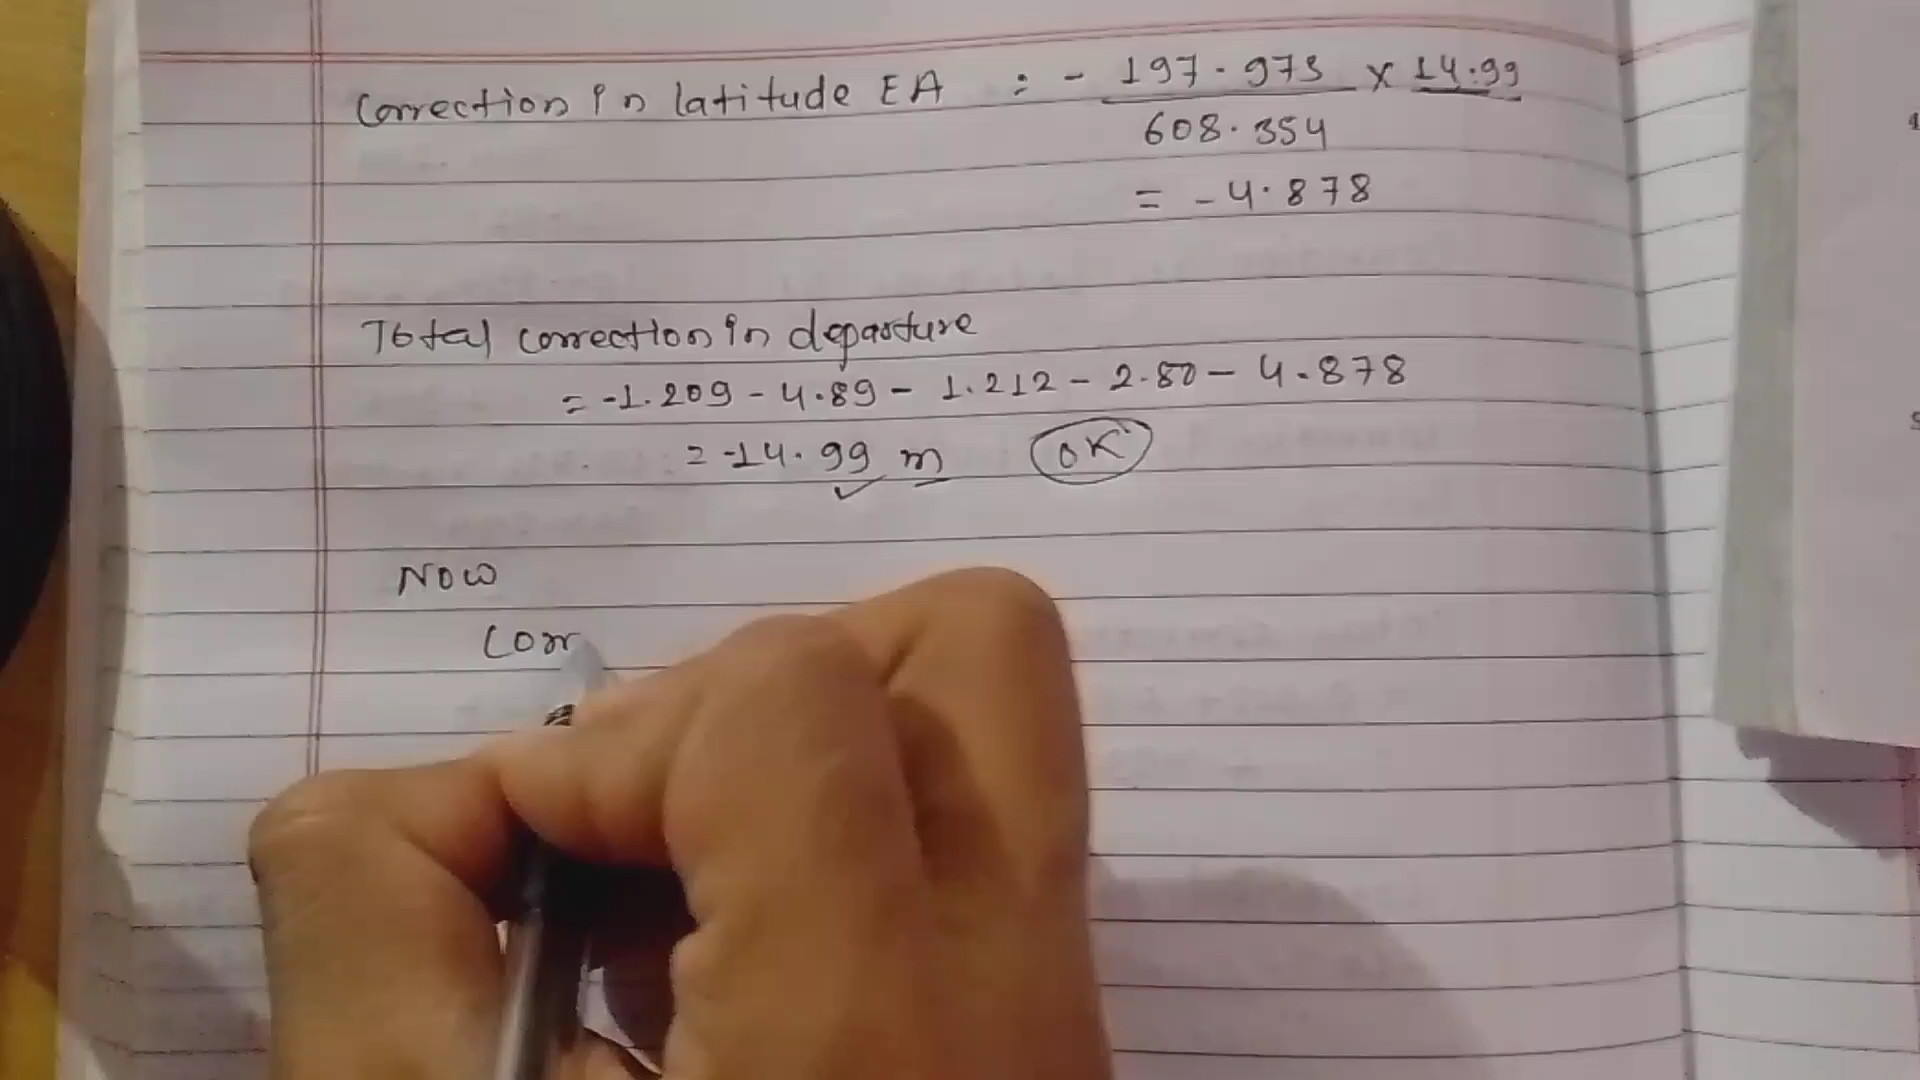 Correction in latitude EA : - 197.973 x 14.99
608.354
= -4.878
Total correction in departure
= -1.209 - 4.89 - 1.212 - 2.80 - 4.878
= -14.99 m OK
Now
Corr